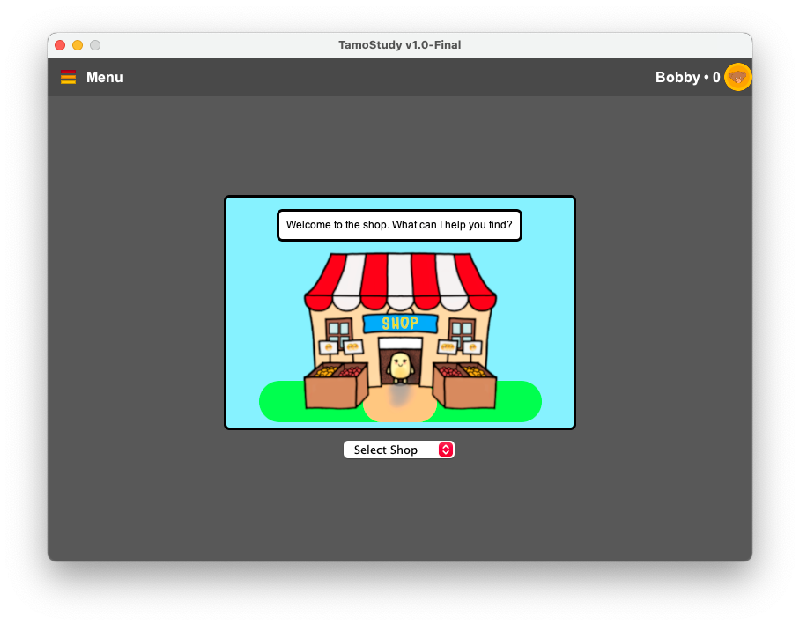 TamoStudy v1.0-Final
Menu
Bobby • 0
Welcome to the shop. What can I help you find?
SHOP
Select Shop